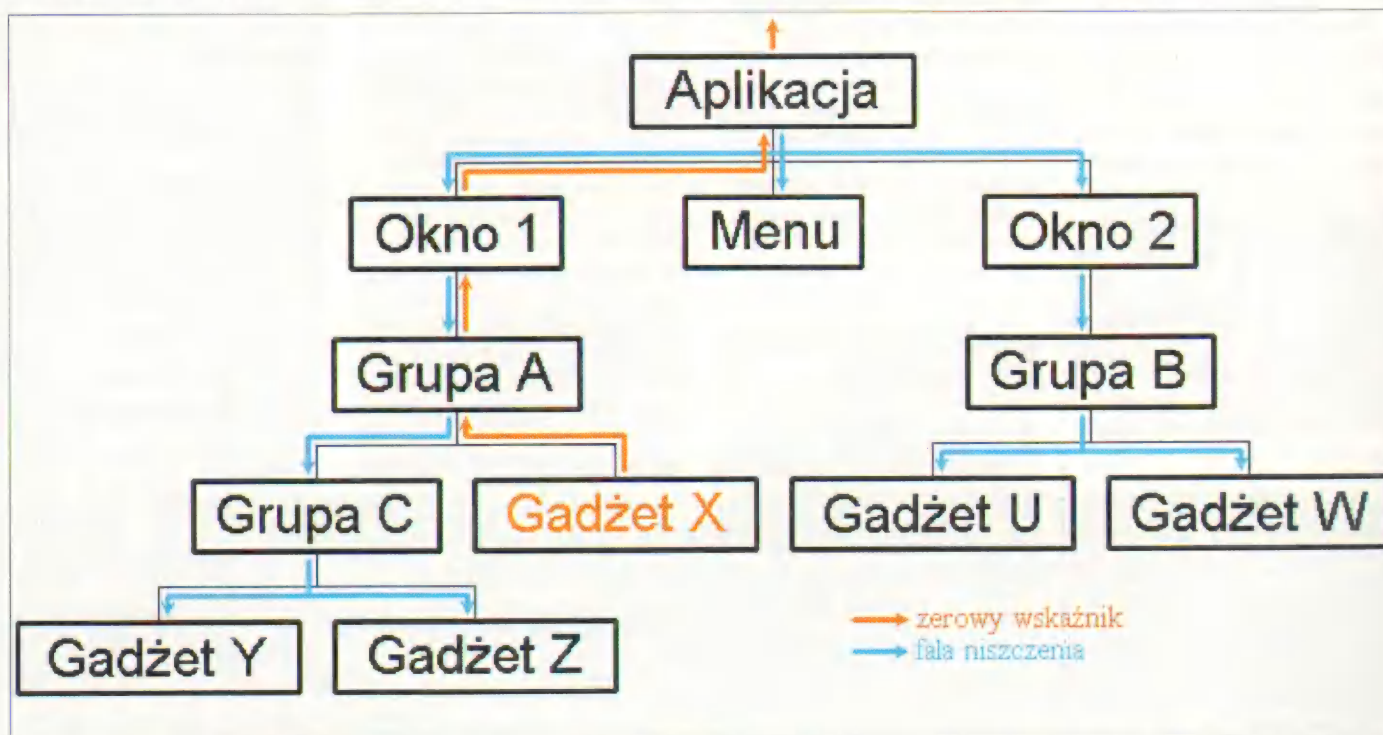 Aplikacja
Okno 1
Menu
Okno 2
Grupa A
Grupa B
Grupa C
Gadżet X
Gadżet U
Gadżet W
Gadżet Y
Gadżet Z
zerowy wskaźnik
fala niszczenia